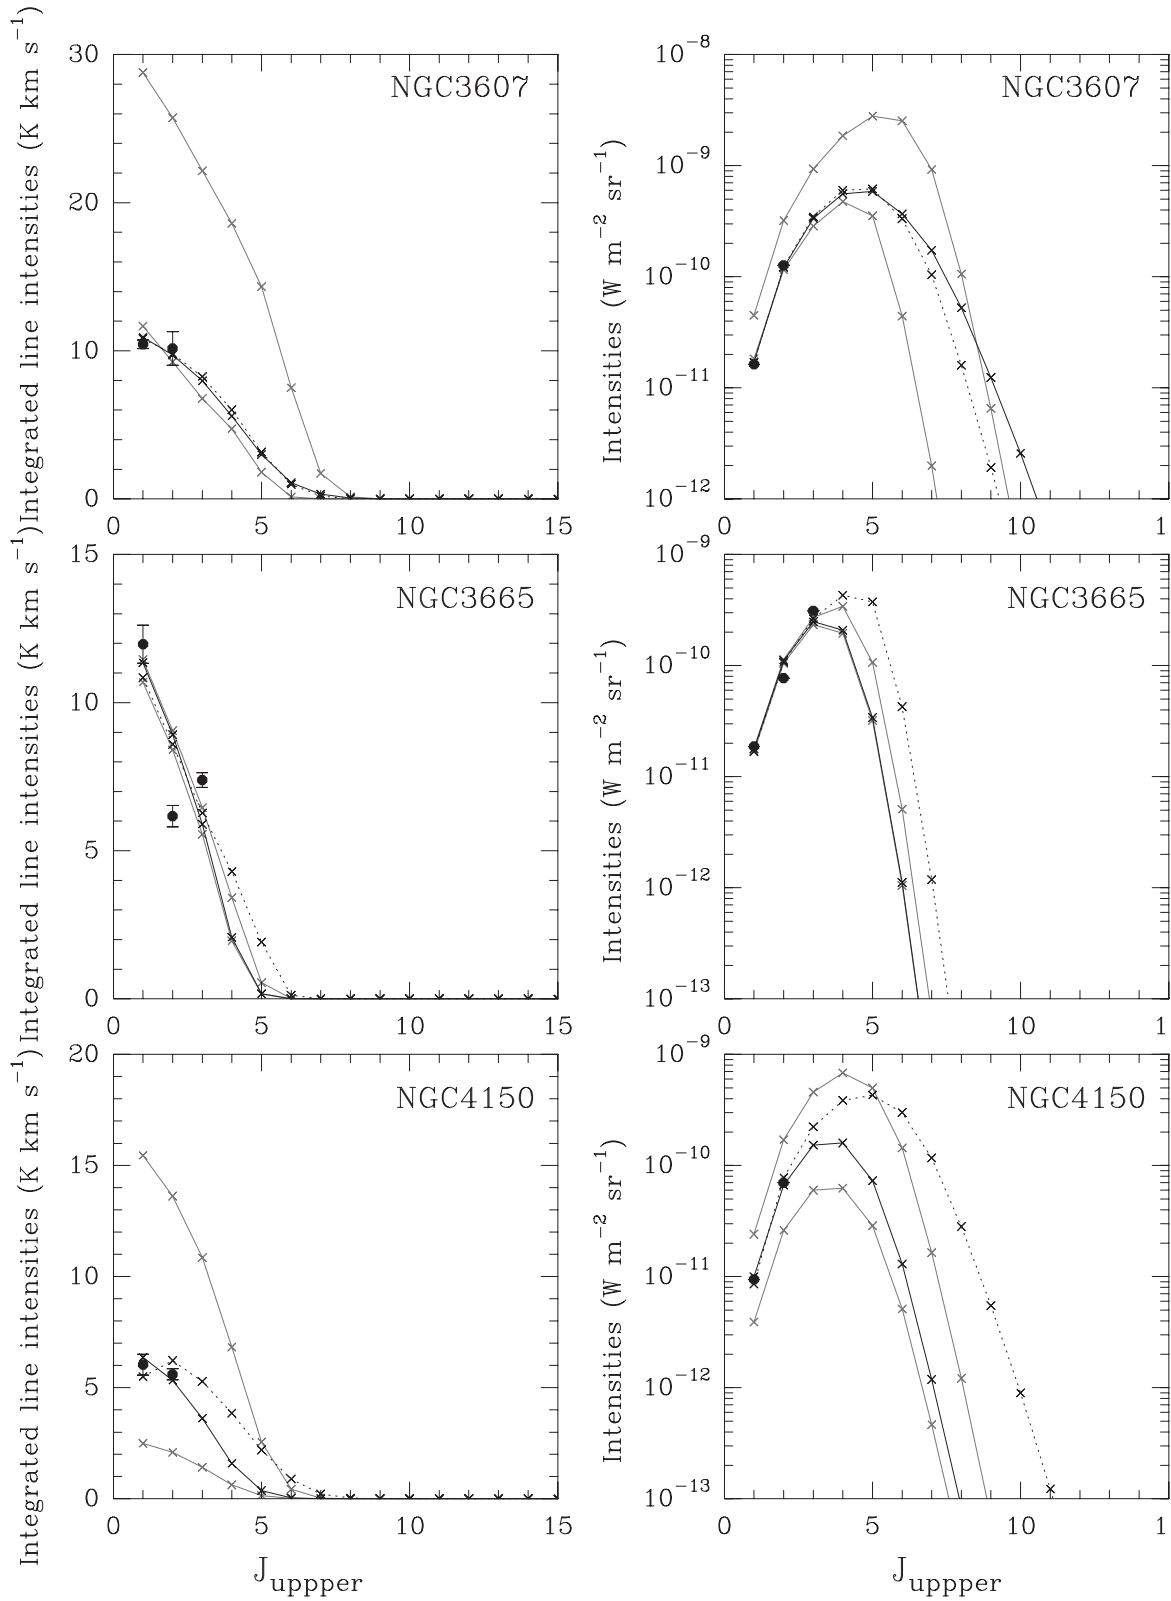 Integrated line intensities (K km s⁻¹)
30
20
10
0
0 5 10 15
NGC3607
Intensities (W m⁻² sr⁻¹)
10⁻⁸
10⁻⁹
10⁻¹⁰
10⁻¹¹
10⁻¹²
0 5 10 1
NGC3607
Integrated line intensities (K km s⁻¹)
15
10
5
0
0 5 10 15
NGC3665
Intensities (W m⁻² sr⁻¹)
10⁻⁹
10⁻¹⁰
10⁻¹¹
10⁻¹²
10⁻¹³
0 5 10 1
NGC3665
Integrated line intensities (K km s⁻¹)
20
15
10
5
0
0 5 10 15
NGC4150
J_uppper
Intensities (W m⁻² sr⁻¹)
10⁻⁹
10⁻¹⁰
10⁻¹¹
10⁻¹²
10⁻¹³
0 5 10 1
NGC4150
J_uppper